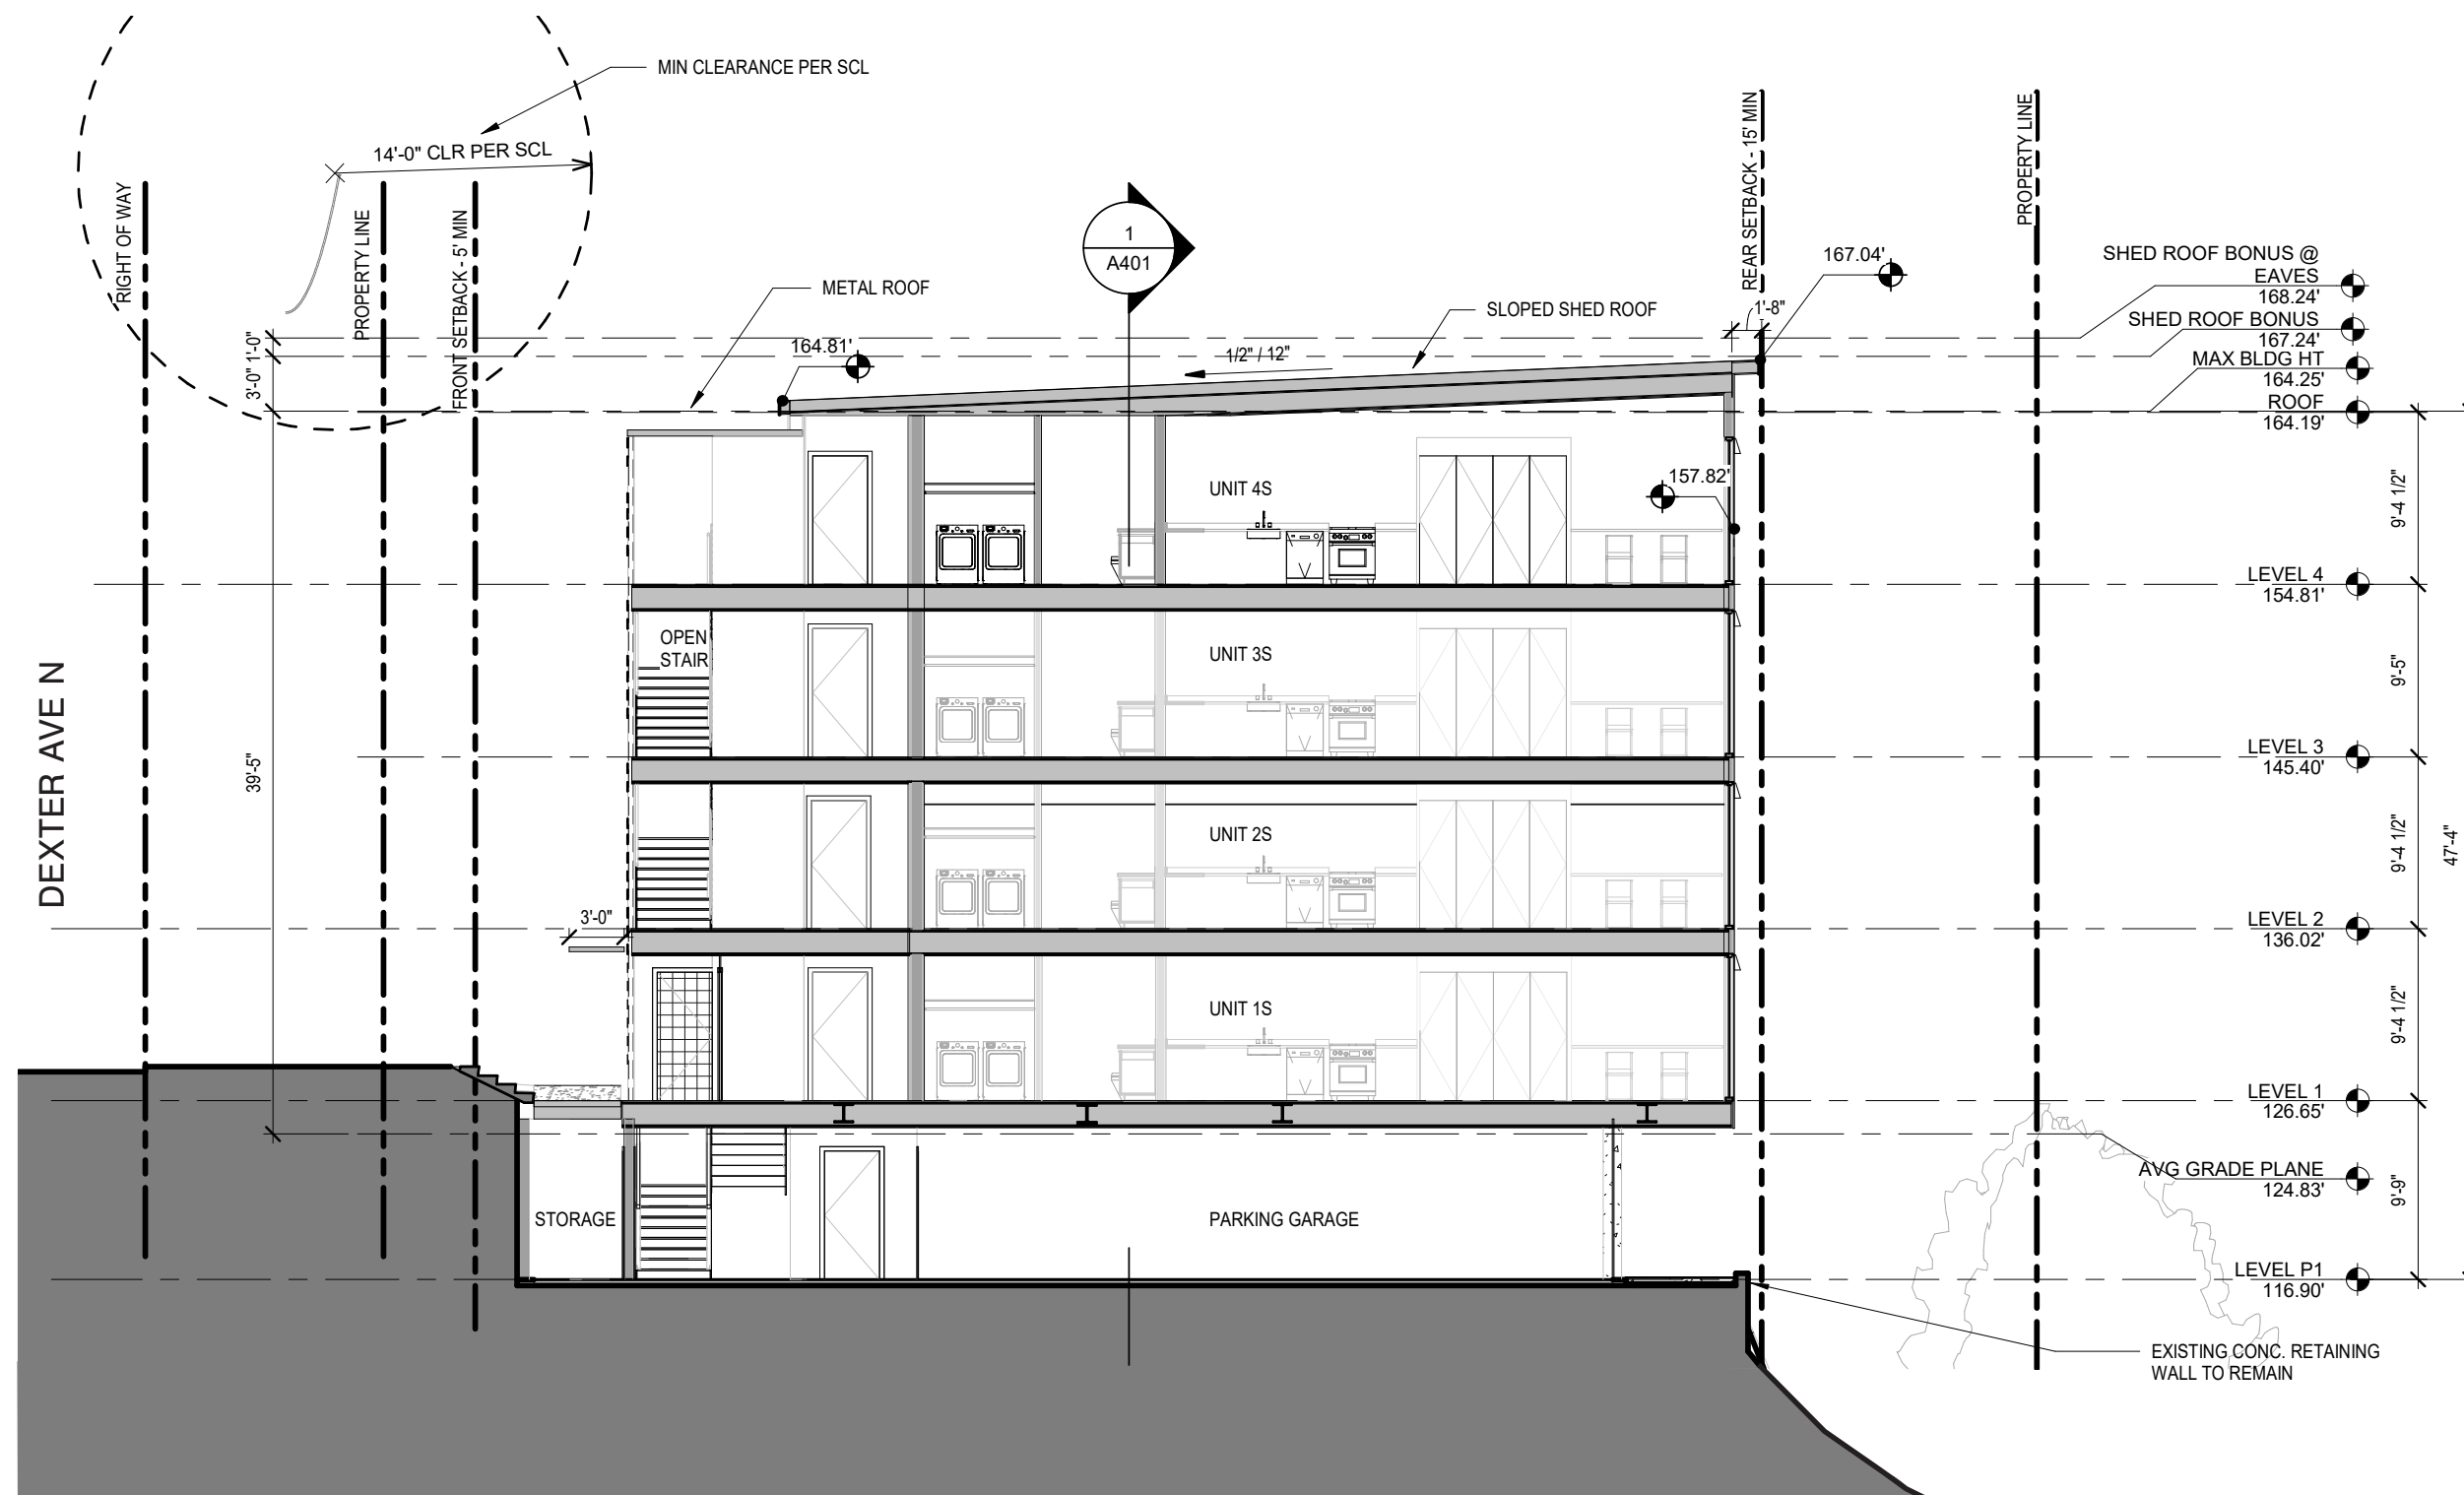 MIN CLEARANCE PER SCL
14'-0" CLR PER SCL
RIGHT OF WAY
PROPERTY LINE
FRONT SETBACK - 5' MIN
REAR SETBACK - 15' MIN
PROPERTY LINE
1
A401
METAL ROOF
SLOPED SHED ROOF
167.04'
1'-8"
164.81'
1/2" / 12"
SHED ROOF BONUS @
EAVES
168.24'
SHED ROOF BONUS
167.24'
MAX BLDG HT
164.25'
ROOF
164.19'
1'-0"
3'-0"
39'-5"
DEXTER AVE N
UNIT 4S
157.82'
9'-4 1/2"
LEVEL 4
154.81'
OPEN
STAIR
UNIT 3S
9'-5"
LEVEL 3
145.40'
UNIT 2S
9'-4 1/2"
47'-4"
3'-0"
LEVEL 2
136.02'
UNIT 1S
9'-4 1/2"
LEVEL 1
126.65'
AVG GRADE PLANE
124.83'
9'-9"
STORAGE
PARKING GARAGE
LEVEL P1
116.90'
EXISTING CONC. RETAINING
WALL TO REMAIN